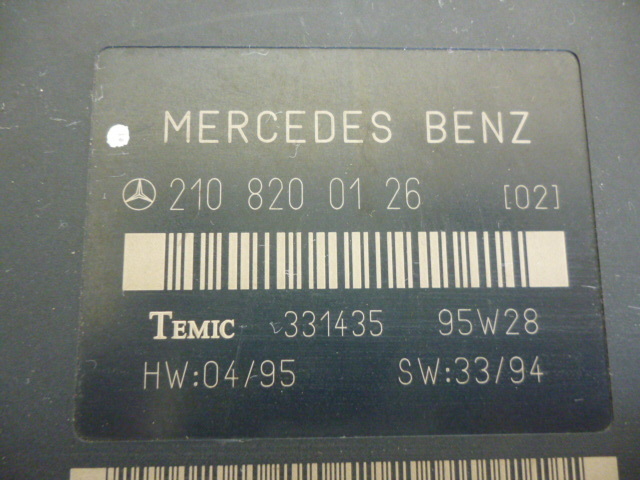 MERCEDES BENZ
210 820 01 26 [02]
TEMIC 331435 95W28
HW:04/95 SW:33/94